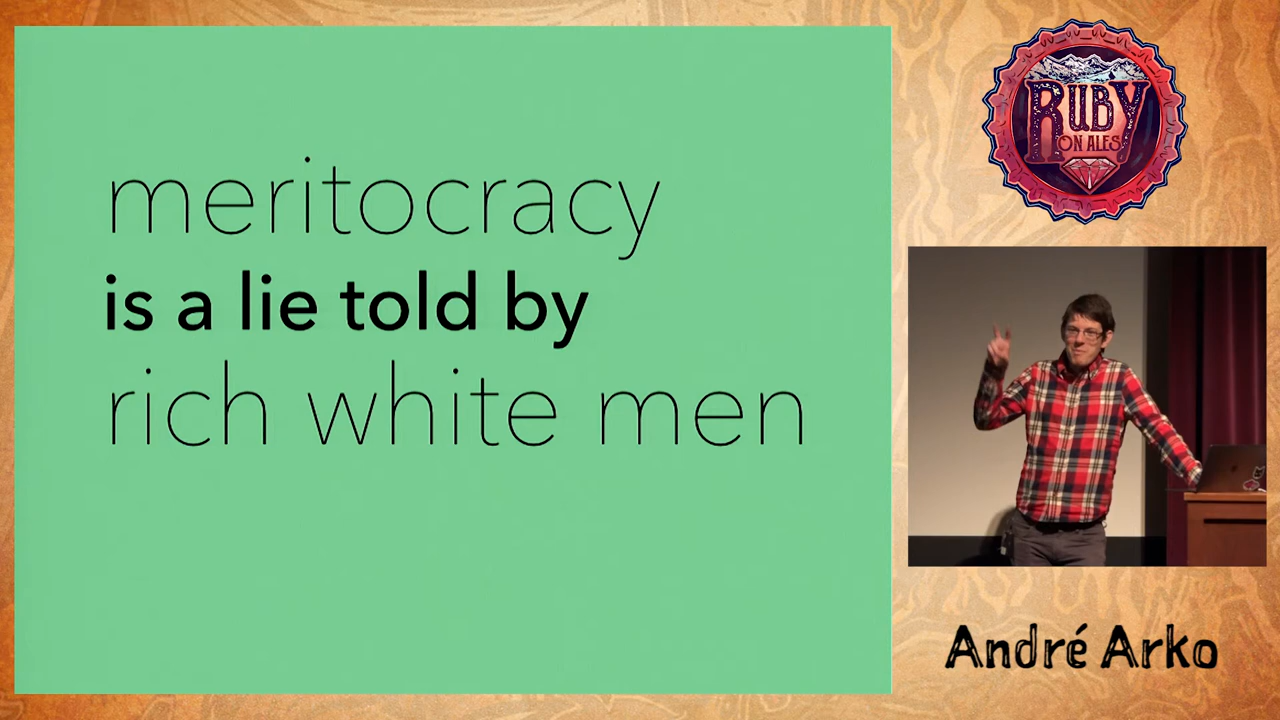 meritocracy
is a lie told by
rich white men
RUBY
ON ALES
André Arko